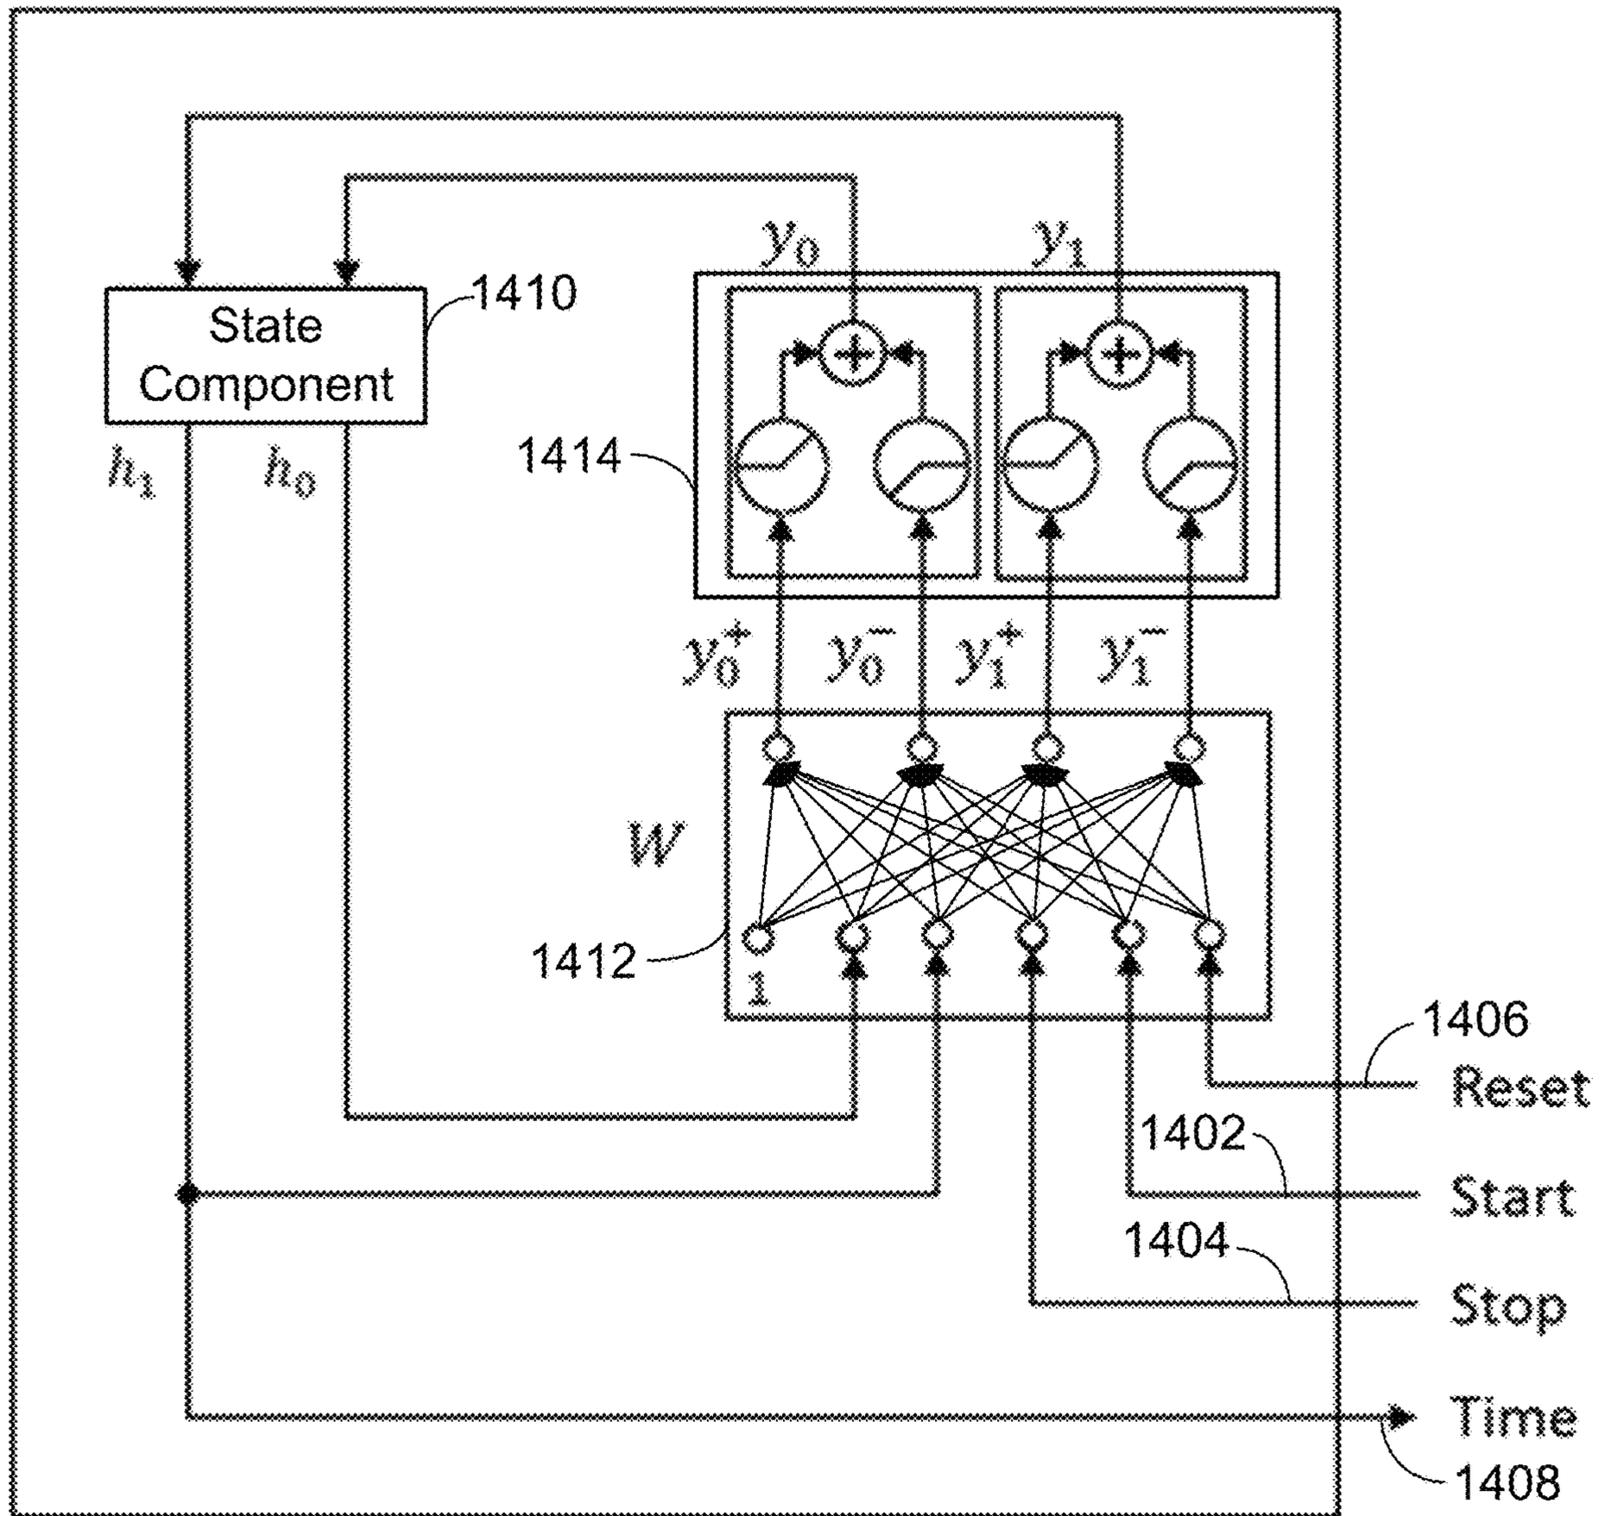 y₀ y₁
State
Component
1410
h₁ h₀
1414
y₀⁺ y₀⁻ y₁⁺ y₁⁻
W
1412
1
1406
Reset
1402
Start
1404
Stop
Time
1408